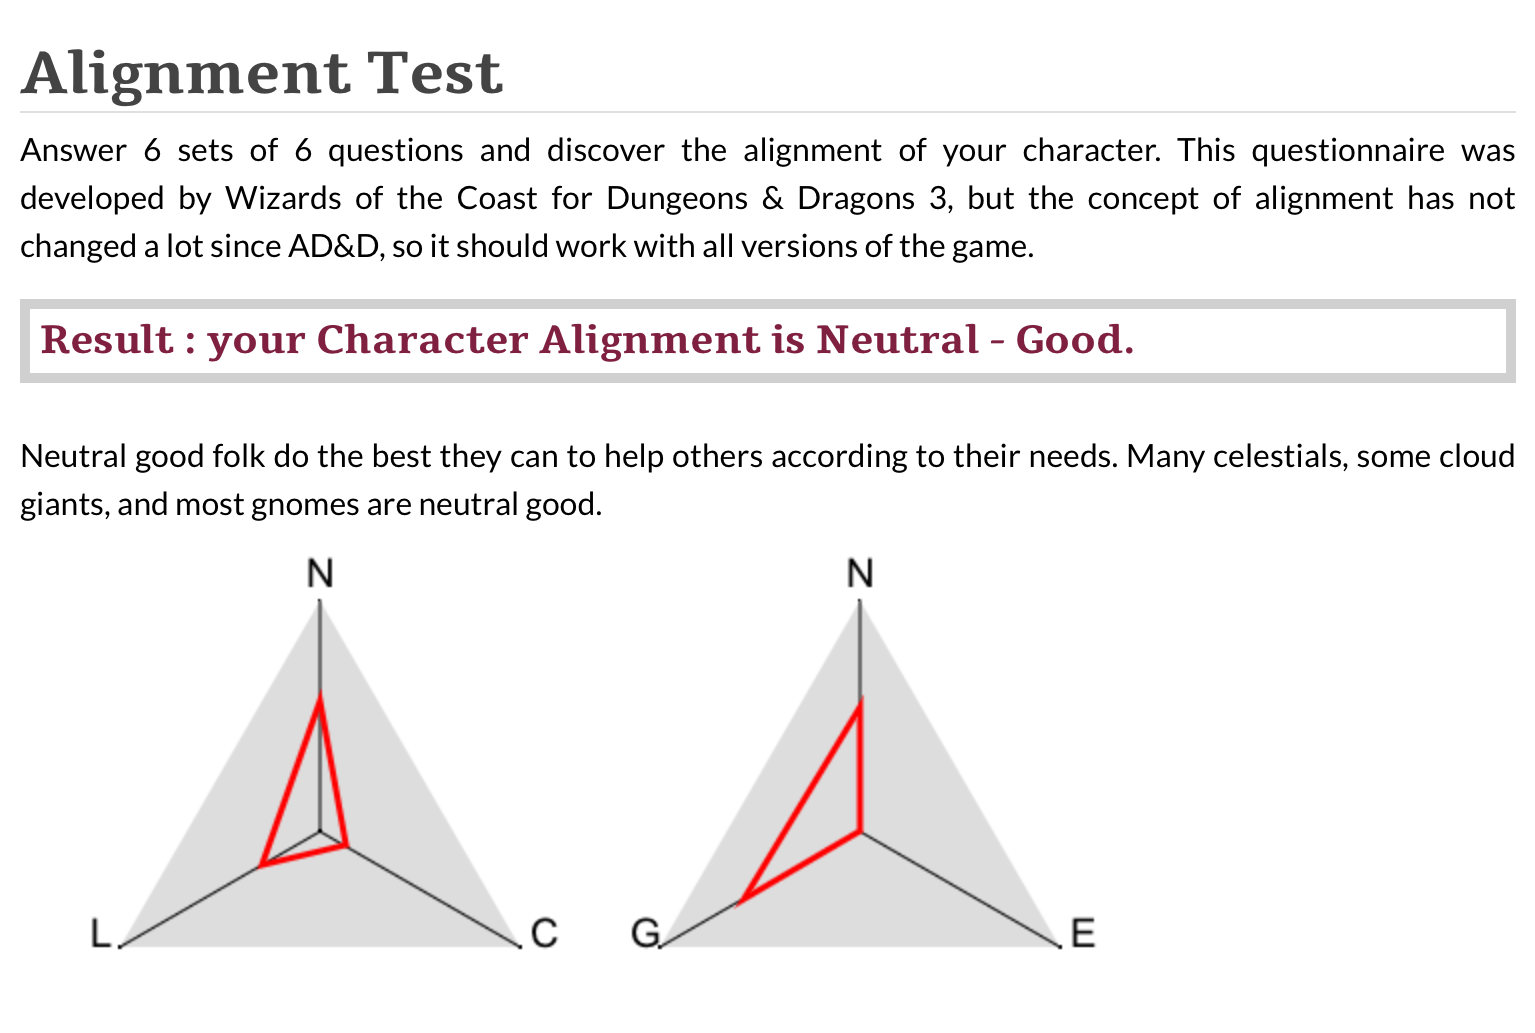 Alignment Test
Answer 6 sets of 6 questions and discover the alignment of your character. This questionnaire was
developed by Wizards of the Coast for Dungeons & Dragons 3, but the concept of alignment has not
changed a lot since AD&D, so it should work with all versions of the game.
Result : your Character Alignment is Neutral - Good.
Neutral good folk do the best they can to help others according to their needs. Many celestials, some cloud
giants, and most gnomes are neutral good.
N
L
C
N
G
E